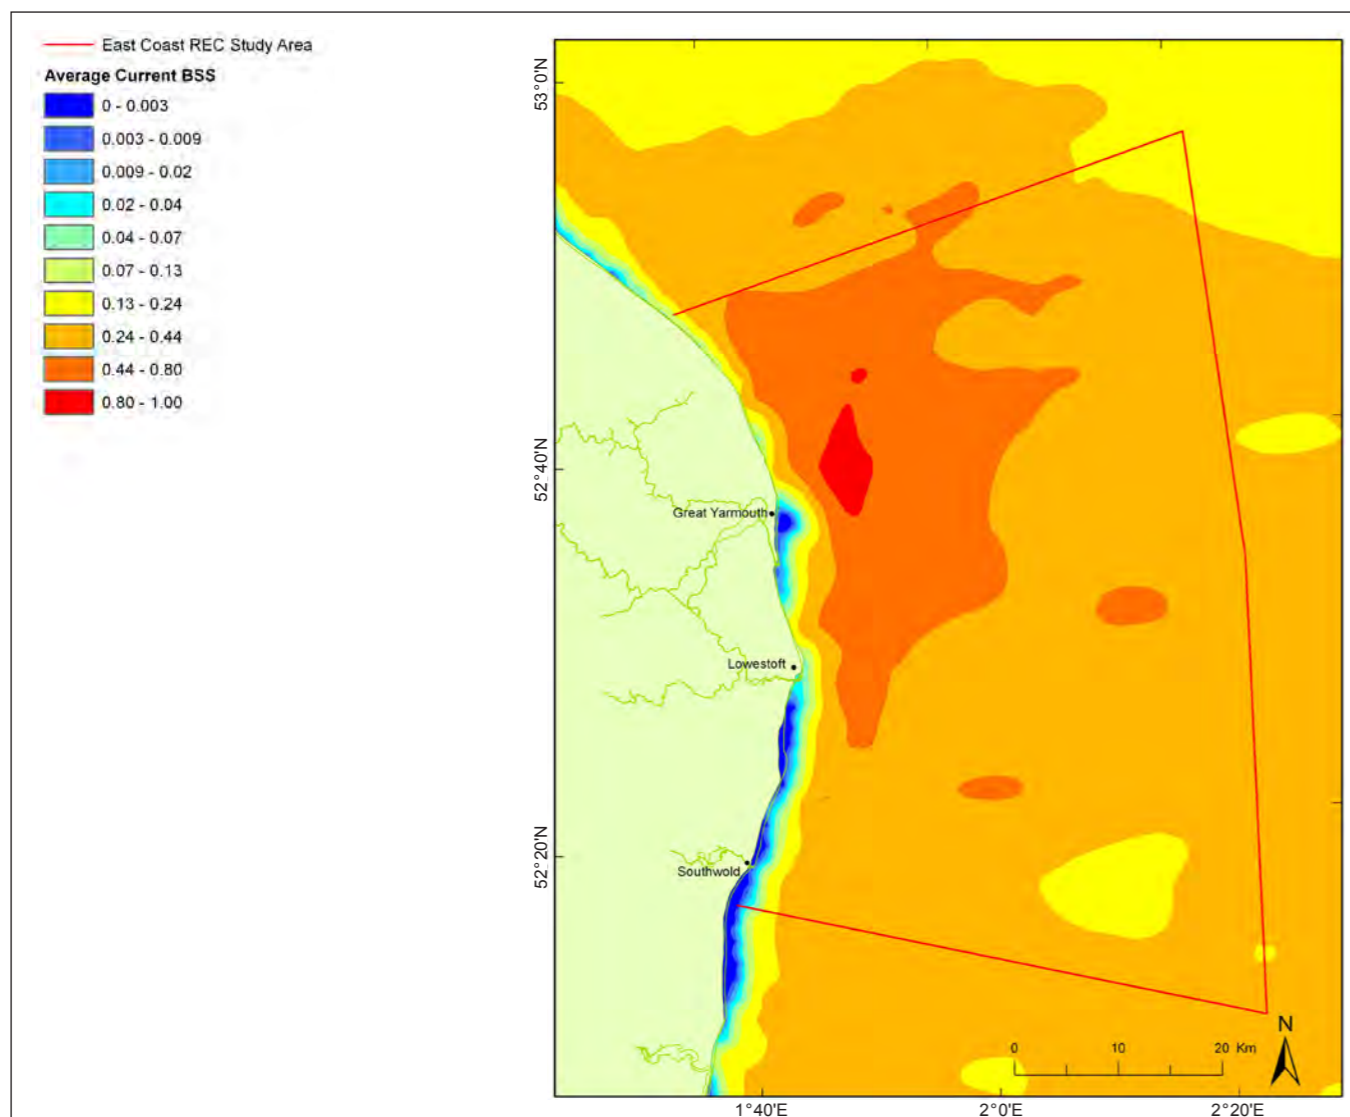 East Coast REC Study Area
Average Current BSS
0 - 0.003
0.003 - 0.009
0.009 - 0.02
0.02 - 0.04
0.04 - 0.07
0.07 - 0.13
0.13 - 0.24
0.24 - 0.44
0.44 - 0.80
0.80 - 1.00
53°0'N
52°40'N
Great Yarmouth
Lowestoft
52°20'N
Southwold
N
0 10 20 Km
1°40'E 2°0'E 2°20'E